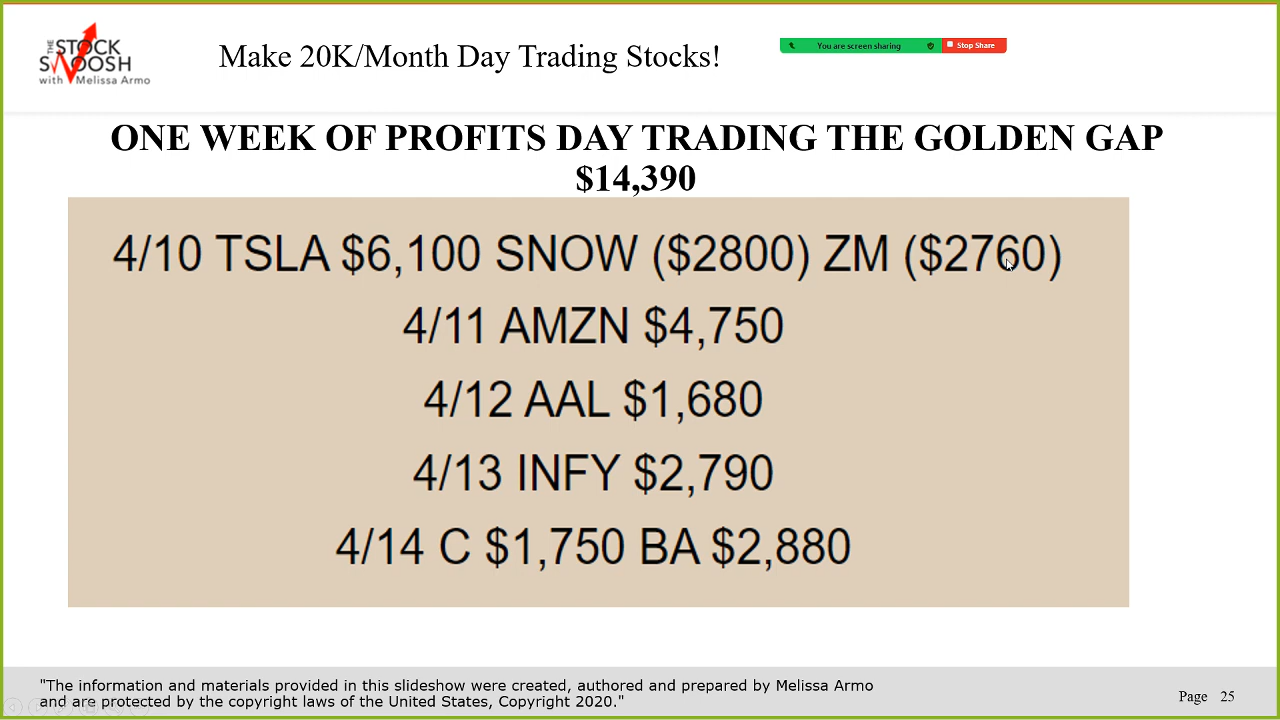 THE STOCK
SWOOSH
with Melissa Armo
Make 20K/Month Day Trading Stocks!
You are screen sharing
Stop Share
ONE WEEK OF PROFITS DAY TRADING THE GOLDEN GAP
$14,390
4/10 TSLA $6,100 SNOW ($2800) ZM ($2760)
4/11 AMZN $4,750
4/12 AAL $1,680
4/13 INFY $2,790
4/14 C $1,750 BA $2,880
"The information and materials provided in this slideshow were created, authored and prepared by Melissa Armo
and are protected by the copyright laws of the United States, Copyright 2020."
Page 25